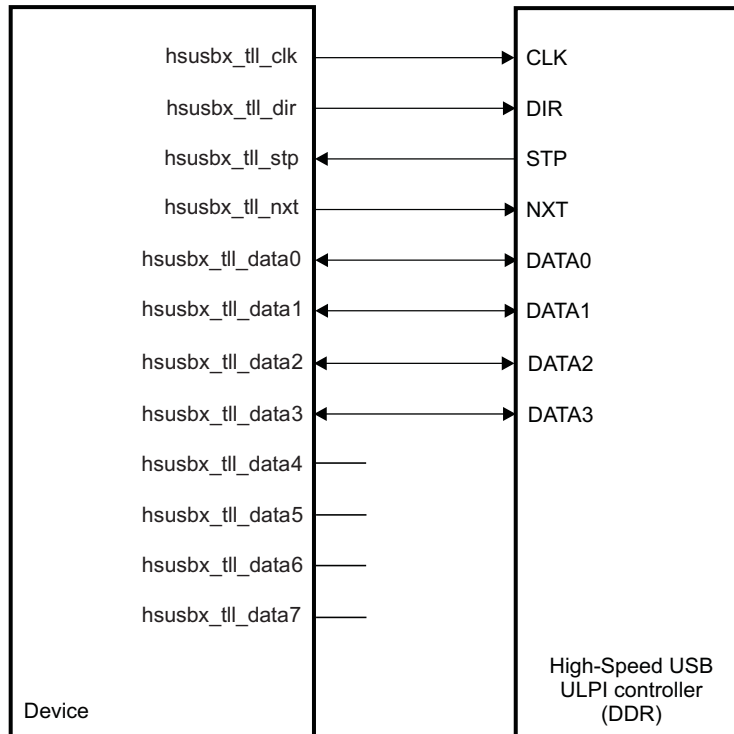 hsusbx_tll_clk CLK
hsusbx_tll_dir DIR
hsusbx_tll_stp STP
hsusbx_tll_nxt NXT
hsusbx_tll_data0 DATA0
hsusbx_tll_data1 DATA1
hsusbx_tll_data2 DATA2
hsusbx_tll_data3 DATA3
hsusbx_tll_data4
hsusbx_tll_data5
hsusbx_tll_data6
hsusbx_tll_data7
Device
High-Speed USB
ULPI controller
(DDR)